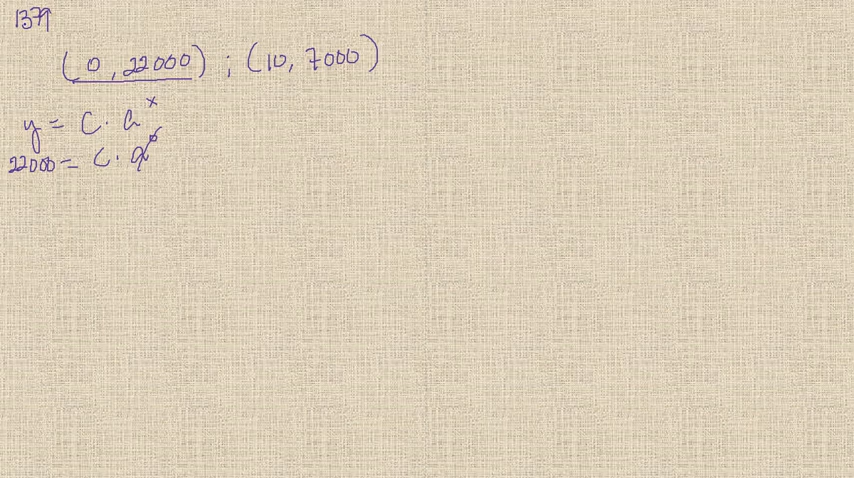 1379
(0, 22000) ; (10, 7000)
y = C · a^x
22000 = C · a^0